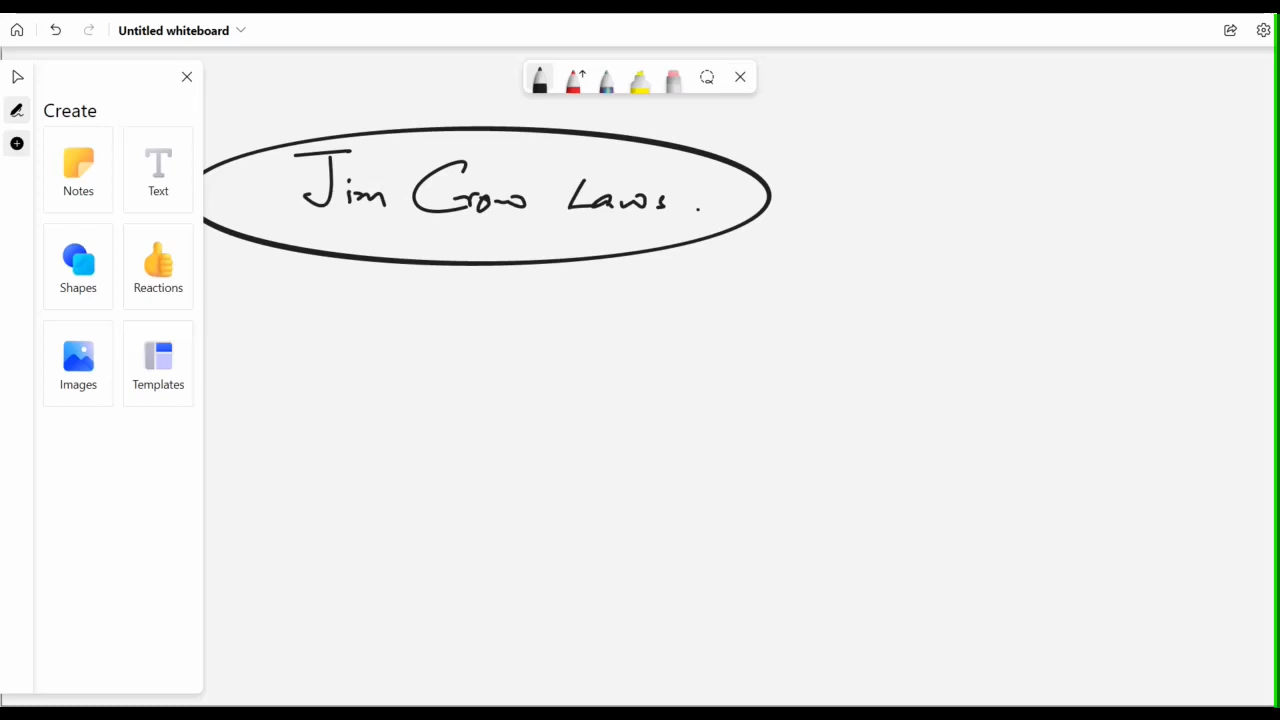 Untitled whiteboard
Create
Notes
Text
Jim Crow Laws.
Shapes
Reactions
Images
Templates